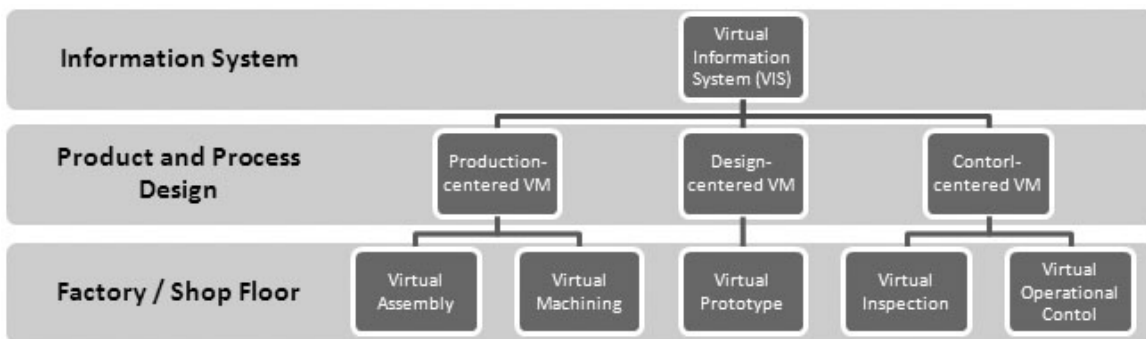 Information System
Virtual
Information
System (VIS)
Product and Process
Design
Production-
centered VM
Design-
centered VM
Contorl-
centered VM
Factory / Shop Floor
Virtual
Assembly
Virtual
Machining
Virtual
Prototype
Virtual
Inspection
Virtual
Operational
Contol